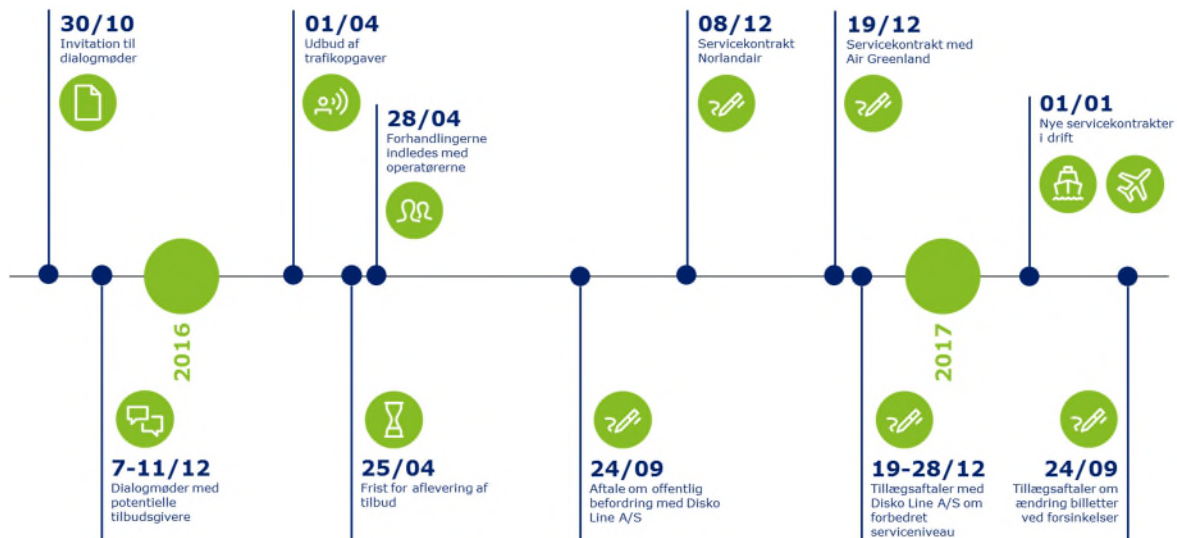 30/10
Invitation til
dialogmøder
01/04
Udbud af
trafikopgaver
28/04
Forhandlingerne
indledes med
operatørerne
08/12
Servicekontrakt
Norlandair
19/12
Servicekontrakt med
Air Greenland
01/01
Nye servicekontrakter
i drift
2016
2017
7-11/12
Dialogmøder med
potentielle
tilbudsgivere
25/04
Frist for aflevering af
tilbud
24/09
Aftale om offentlig
befordring med Disko
Line A/S
19-28/12
Tillægsaftaler med
Disko Line A/S om
forbedret
serviceniveau
24/09
Tillægsaftaler om
ændring billetter
ved forsinkelser